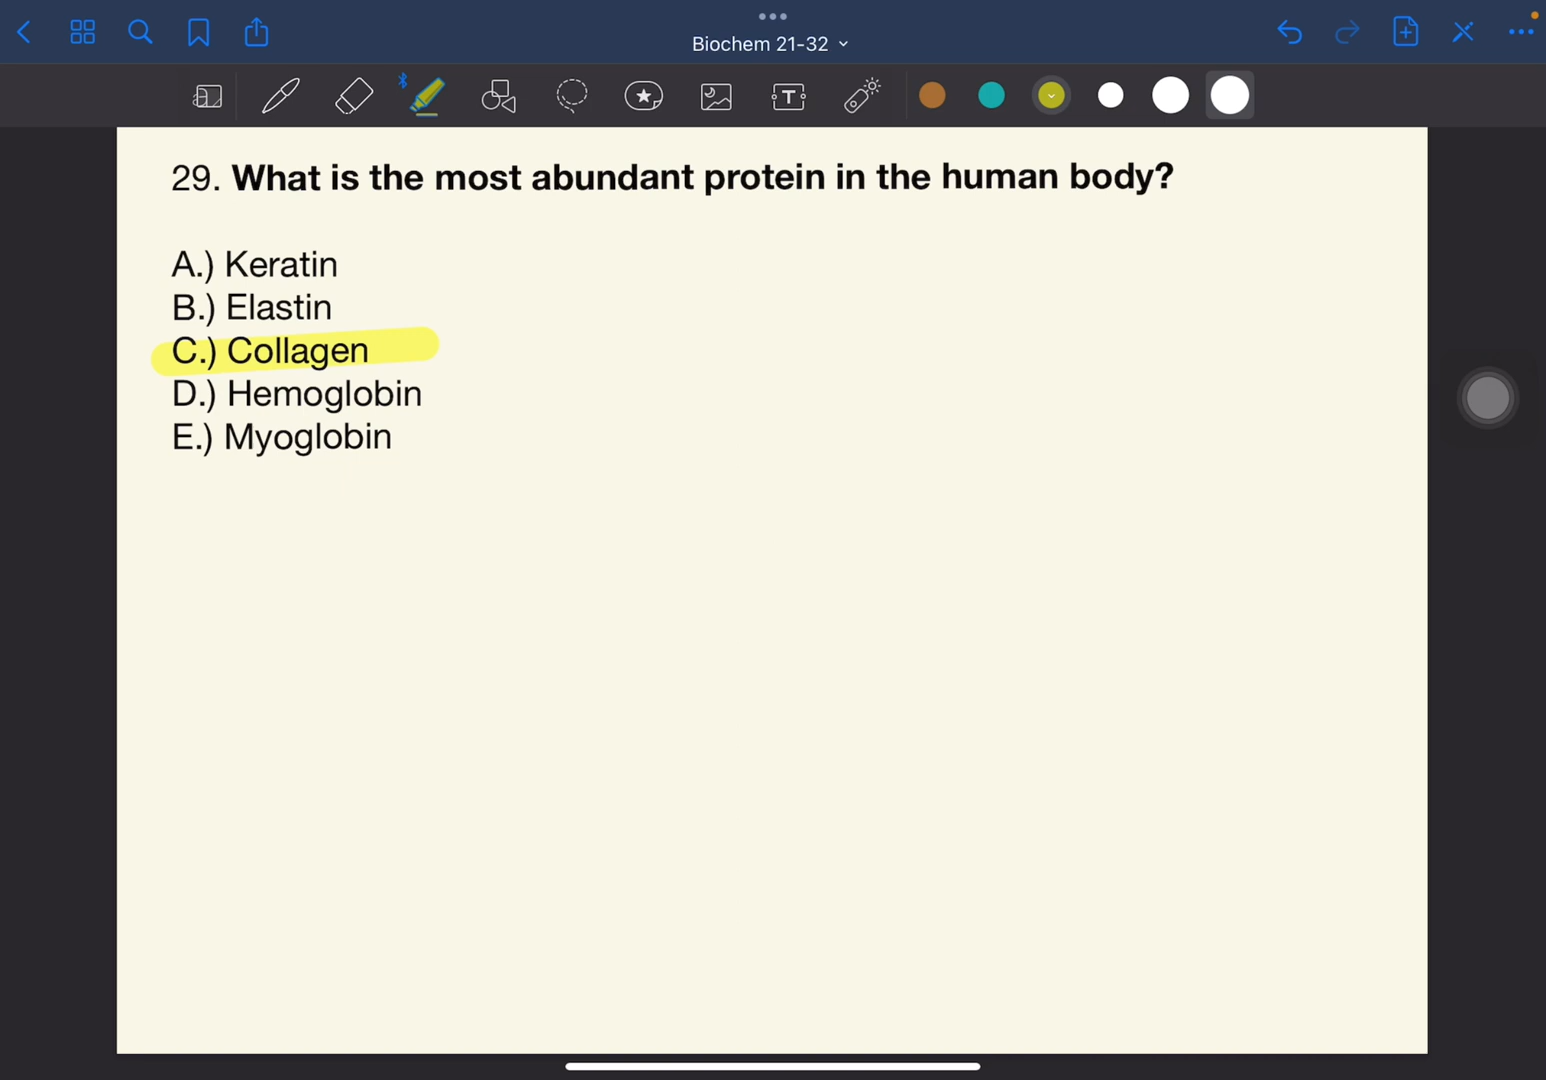 Biochem 21-32
29. What is the most abundant protein in the human body?
A.) Keratin
B.) Elastin
C.) Collagen
D.) Hemoglobin
E.) Myoglobin